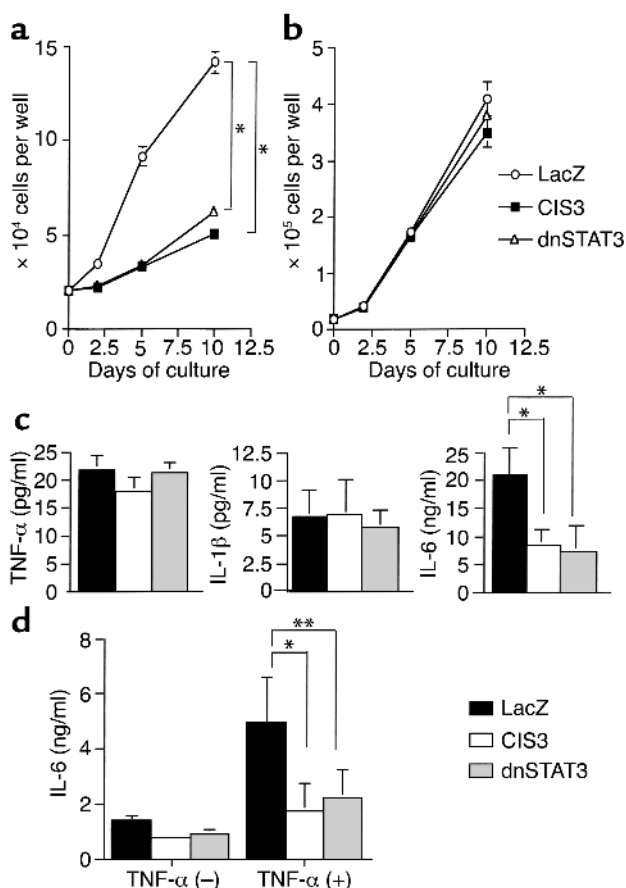 a
15
10
5
0
× 10⁴ cells per well
*
*
0 2.5 5 7.5 10 12.5
Days of culture
b
5
4
3
2
1
0
× 10⁵ cells per well
0 2.5 5 7.5 10 12.5
Days of culture
LacZ
CIS3
dnSTAT3
c
TNF-α (pg/ml)
25
20
15
10
5
0
IL-1β (pg/ml)
12.5
10
7.5
5
2.5
0
IL-6 (ng/ml)
25
20
15
10
5
0
*
*
d
IL-6 (ng/ml)
8
6
4
2
0
**
*
TNF-α (–) TNF-α (+)
LacZ
CIS3
dnSTAT3